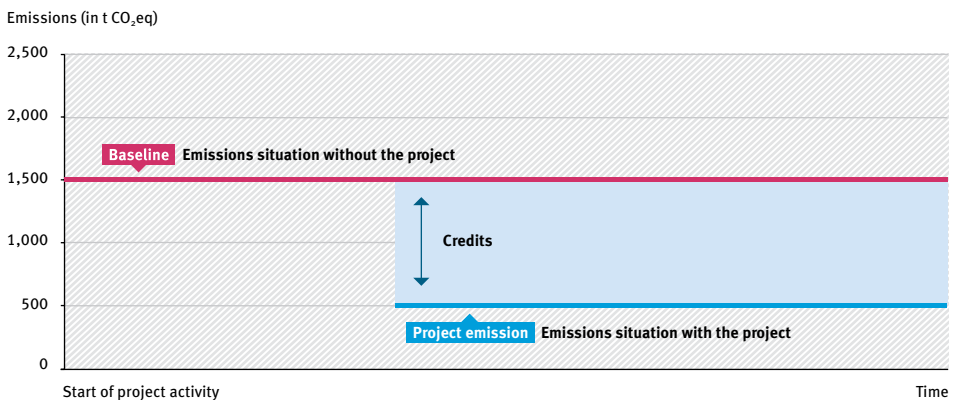 Emissions (in t CO₂eq)
2,500
2,000
Baseline Emissions situation without the project
1,500
1,000
Credits
500
Project emission Emissions situation with the project
0
Start of project activity Time